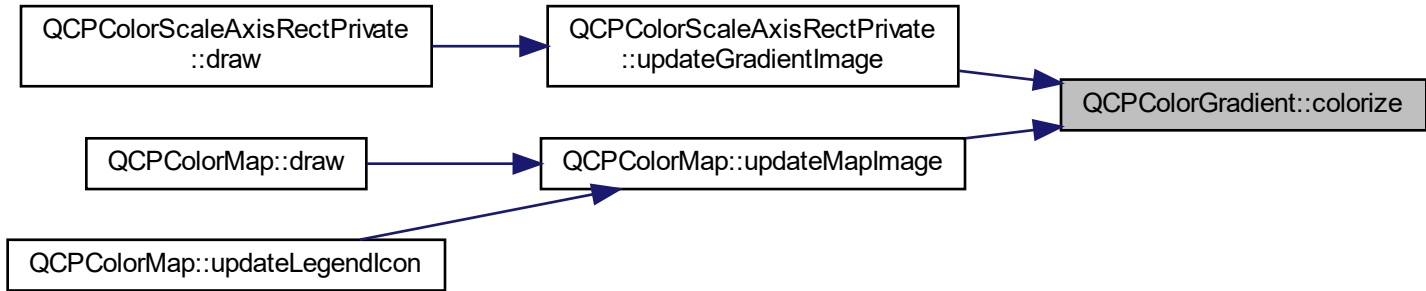 QCPColorScaleAxisRectPrivate
::draw
QCPColorScaleAxisRectPrivate
::updateGradientImage
QCPColorGradient::colorize
QCPColorMap::draw
QCPColorMap::updateMapImage
QCPColorMap::updateLegendIcon